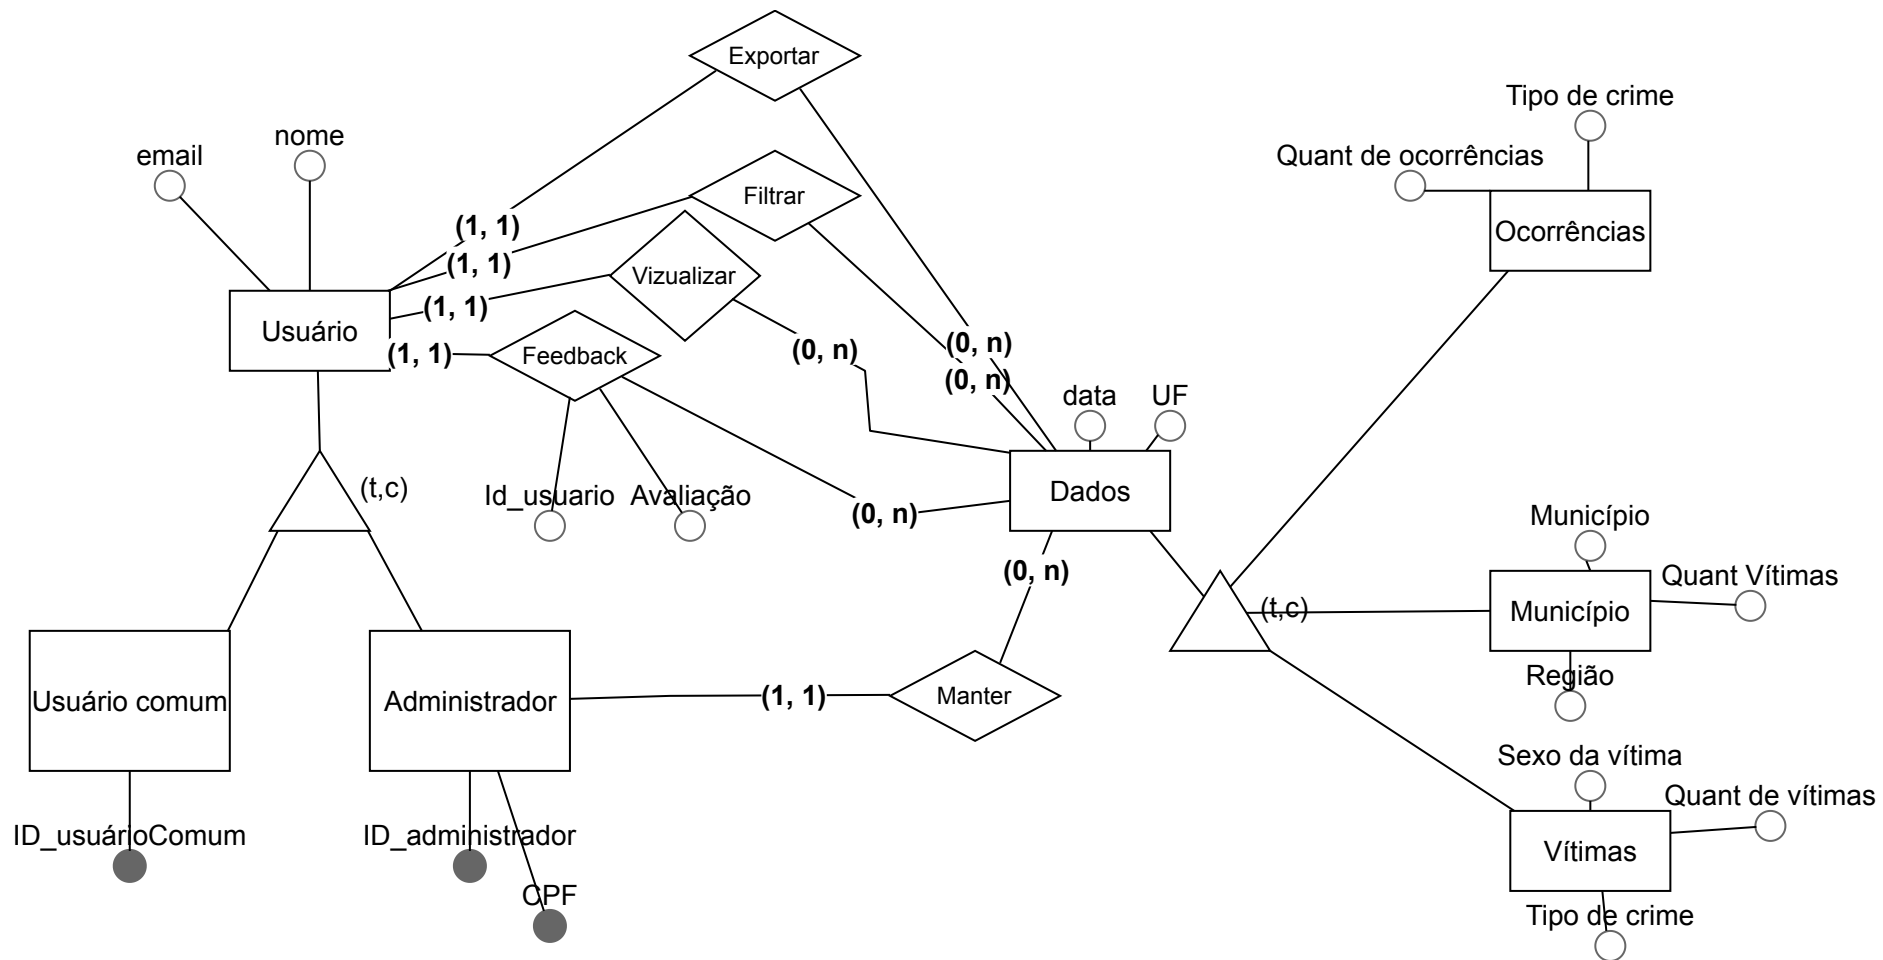 Exportar
Tipo de crime
nome
email
Quant de ocorrências
Filtrar
(1, 1)
Ocorrências
(1, 1)
Vizualizar
(1, 1)
Usuário
(1, 1)
Feedback
(0, n)
(0, n)
(0, n)
data
UF
(t,c)
Id_usuario
Avaliação
Dados
(0, n)
Município
(0, n)
Quant Vítimas
(t,c)
Município
Região
Usuário comum
Administrador
(1, 1)
Manter
Sexo da vítima
Quant de vítimas
ID_usuárioComum
ID_administrador
Vítimas
CPF
Tipo de crime